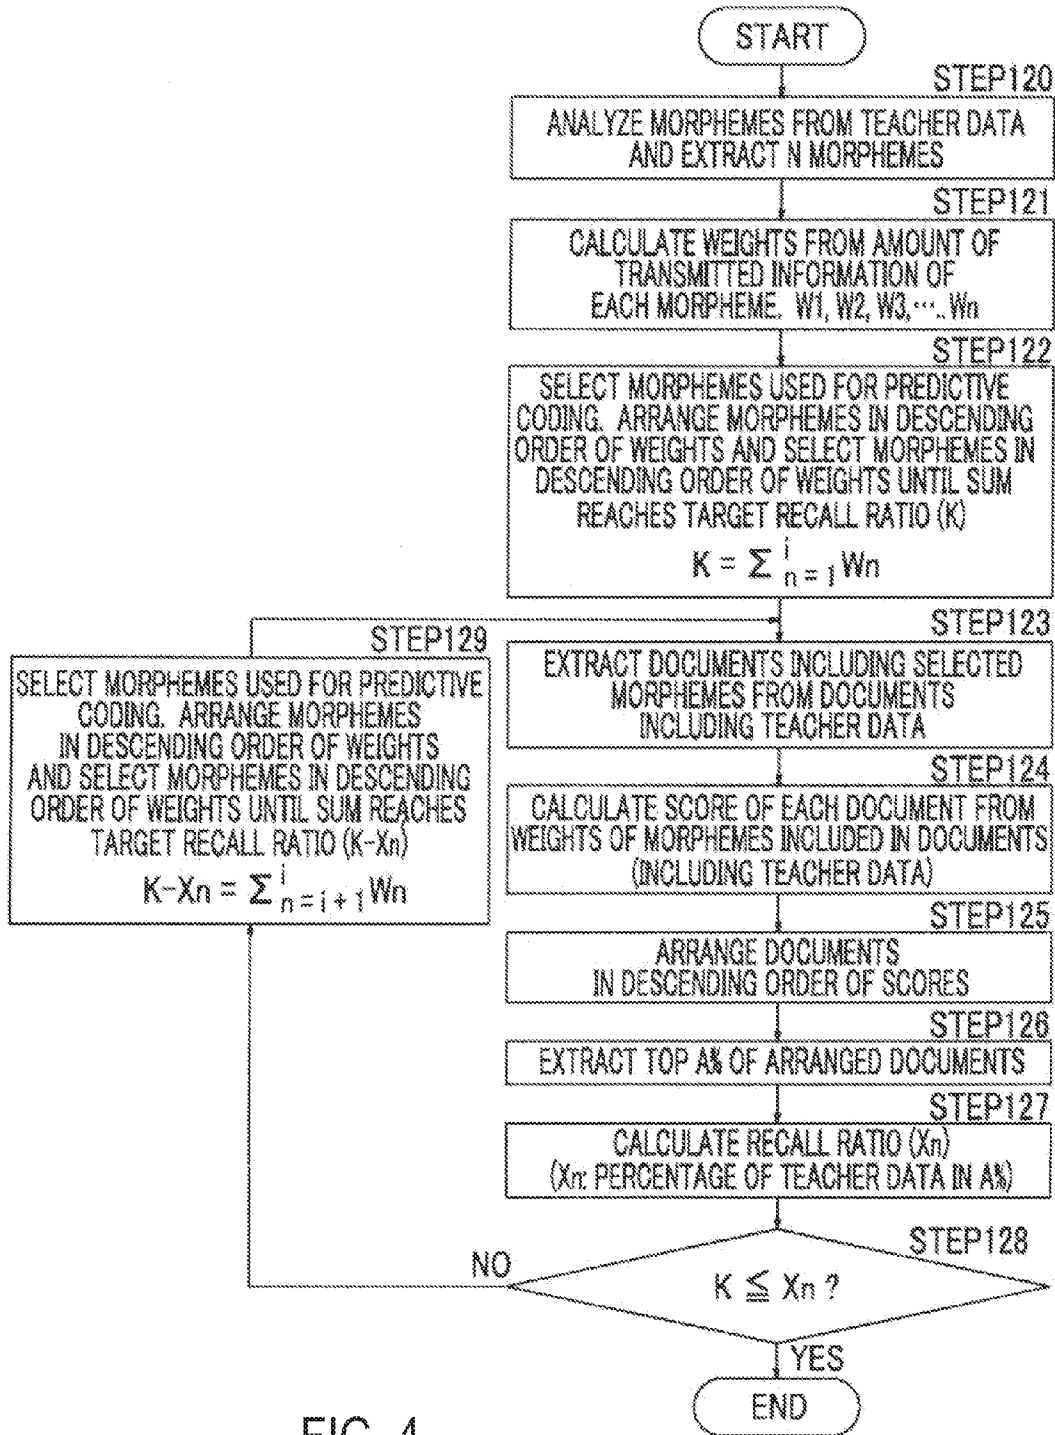 START
STEP120
ANALYZE MORPHEMES FROM TEACHER DATA
AND EXTRACT N MORPHEMES
STEP121
CALCULATE WEIGHTS FROM AMOUNT OF
TRANSMITTED INFORMATION OF
EACH MORPHEME. W1, W2, W3, ‥‥ Wn
STEP122
SELECT MORPHEMES USED FOR PREDICTIVE
CODING. ARRANGE MORPHEMES IN DESCENDING
ORDER OF WEIGHTS AND SELECT MORPHEMES IN
DESCENDING ORDER OF WEIGHTS UNTIL SUM
REACHES TARGET RECALL RATIO (K)
K = Σ i n = 1 Wn
STEP123
EXTRACT DOCUMENTS INCLUDING SELECTED
MORPHEMES FROM DOCUMENTS
INCLUDING TEACHER DATA
STEP124
CALCULATE SCORE OF EACH DOCUMENT FROM
WEIGHTS OF MORPHEMES INCLUDED IN DOCUMENTS
(INCLUDING TEACHER DATA)
STEP125
ARRANGE DOCUMENTS
IN DESCENDING ORDER OF SCORES
STEP126
EXTRACT TOP A% OF ARRANGED DOCUMENTS
STEP127
CALCULATE RECALL RATIO (Xn)
(Xn: PERCENTAGE OF TEACHER DATA IN A%)
STEP128
K ≦ Xn ?
NO
YES
END
STEP129
SELECT MORPHEMES USED FOR PREDICTIVE
CODING. ARRANGE MORPHEMES
IN DESCENDING ORDER OF WEIGHTS
AND SELECT MORPHEMES IN DESCENDING
ORDER OF WEIGHTS UNTIL SUM REACHES
TARGET RECALL RATIO (K-Xn)
K-Xn = Σ i n = i + 1 Wn
FIG. 4